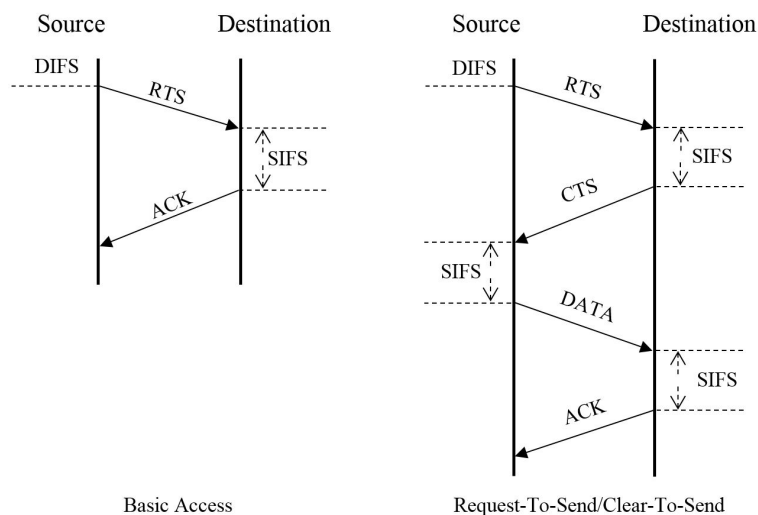 Source Destination
DIFS
RTS
SIFS
ACK
Basic Access
Source Destination
DIFS
RTS
SIFS
CTS
SIFS
DATA
SIFS
ACK
Request-To-Send/Clear-To-Send